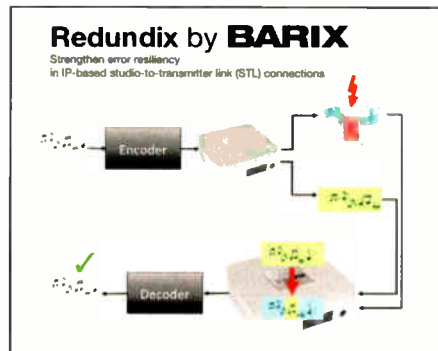 Redundix by BARIX
Strengthen error resiliency
in IP-based studio-to-transmitter link (STL) connections
Encoder
Decoder